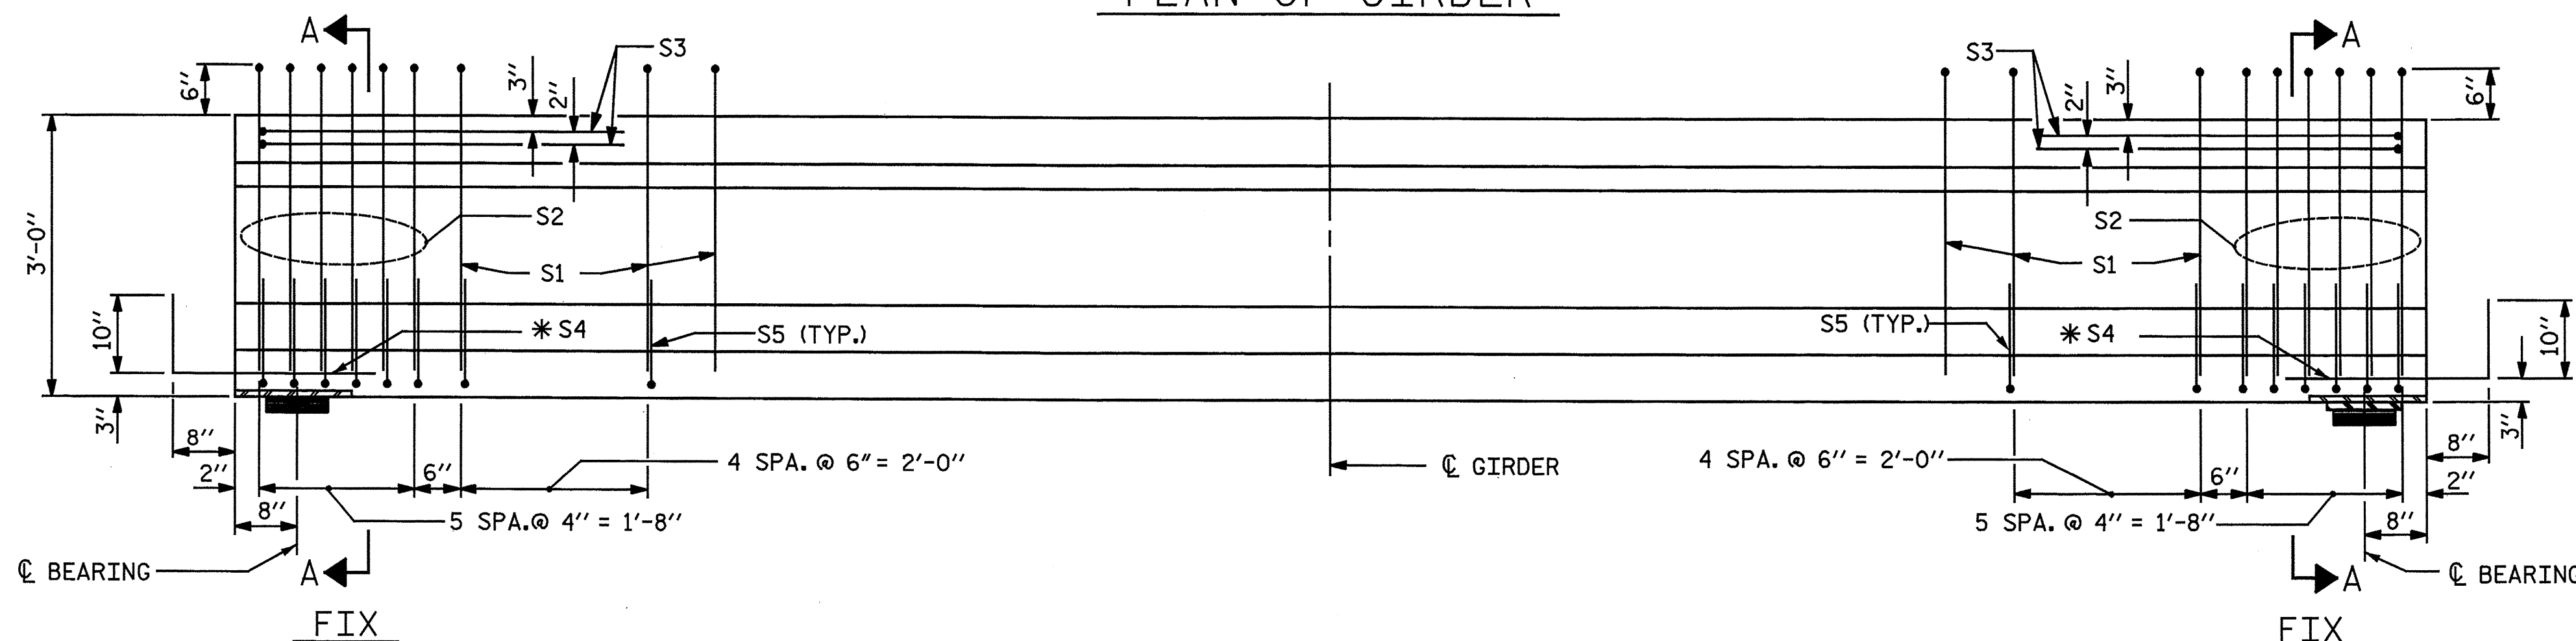 PLAN OF GIRDER
A
A
S3
S3
6″
3″
2″
2″
3″
6″
3′-0″
S2
S2
S1
S1
10″
✳ S4
S5 (TYP.)
S5 (TYP.)
✳ S4
10″
3″
3″
8″
8″
2″
6″
4 SPA. @ 6″ = 2′-0″
℄ GIRDER
4 SPA. @ 6″ = 2′-0″
6″
2″
8″
5 SPA.@ 4″ = 1′-8″
5 SPA. @ 4″ = 1′-8″
8″
℄ BEARING
A
A
℄ BEARING
FIX
FIX